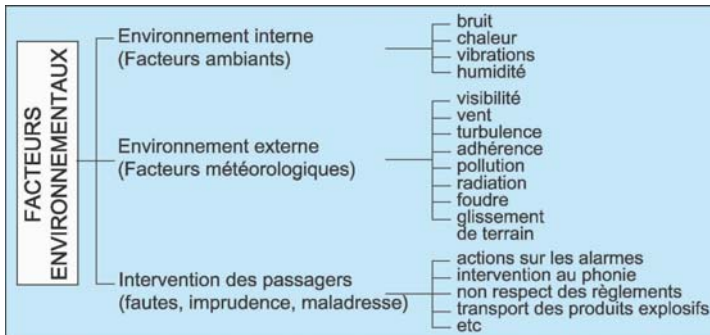 FACTEURS
ENVIRONNEMENTAUX
Environnement interne
(Facteurs ambiants)
bruit
chaleur
vibrations
humidité
Environnement externe
(Facteurs météorologiques)
visibilité
vent
turbulence
adhérence
pollution
radiation
foudre
glissement
de terrain
Intervention des passagers
(fautes, imprudence, maladresse)
actions sur les alarmes
intervention au phonie
non respect des règlements
transport des produits explosifs
etc